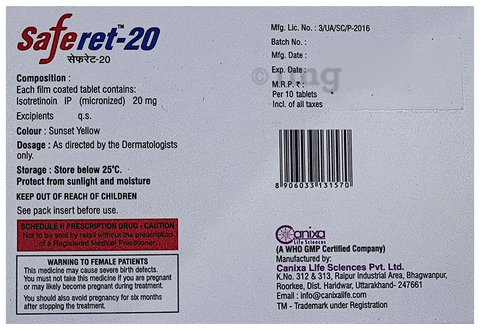 Saferet-20™
सेफरेट-20
Composition :
Each film coated tablet contains:
Isotretinoin IP (micronized) 20 mg
Excipients q.s.
Colour : Sunset Yellow
Dosage : As directed by the Dermatologists
only.
Storage : Store below 25°C.
Protect from sunlight and moisture
KEEP OUT OF REACH OF CHILDREN
See pack insert before use.
SCHEDULE H PRESCRIPTION DRUG - CAUTION
Not to be sold by retail without the prescription
of a Registered Medical Practitioner.
WARNING TO FEMALE PATIENTS
This medicine may cause severe birth defects.
You must not take this medicine if you are pregnant
or may likely become pregnant during treatment.
You should also avoid pregnancy for six months
after stopping the treatment.
Mfg. Lic. No.: 3/UA/SC/P-2016
Batch No. :
Mfg. Date :
Exp. Date :
M.R.P. ₹ :
Per 10 tablets
Incl. of all taxes
1mg
8 906033 131570
Canixa
Life Sciences
(A WHO GMP Certified Company)
Manufactured by:
Canixa Life Sciences Pvt. Ltd.
K.No. 312 & 313, Raipur Industrial Area, Bhagwanpur,
Roorkee, Dist. Haridwar, Uttarakhand- 247661
Email : info@canixalife.com
TM - Trademark under Registration